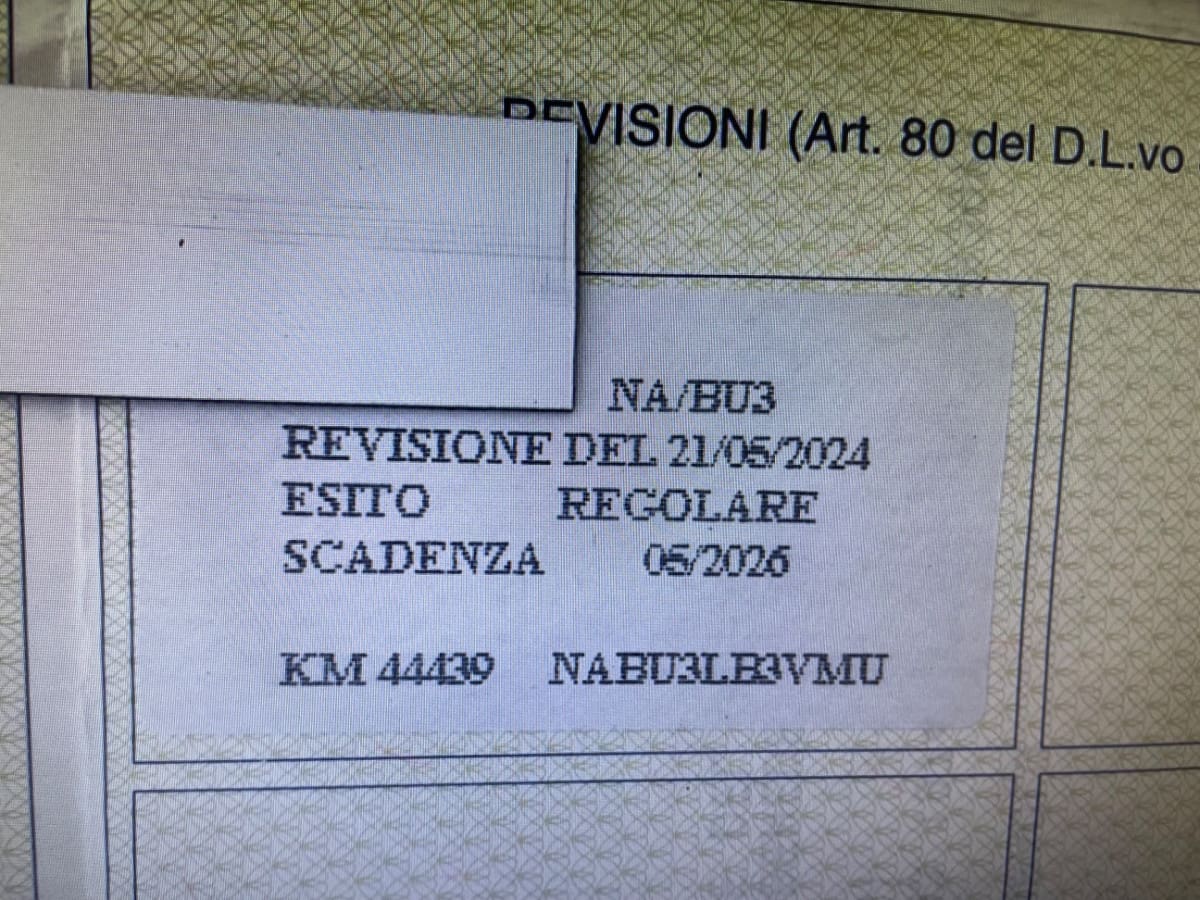 REVISIONI (Art. 80 del D.L.vo
NA/BU3
REVISIONE DEL 21/05/2024
ESITO REGOLARE
SCADENZA 05/2026
KM 44439 NABU3LB3VMU